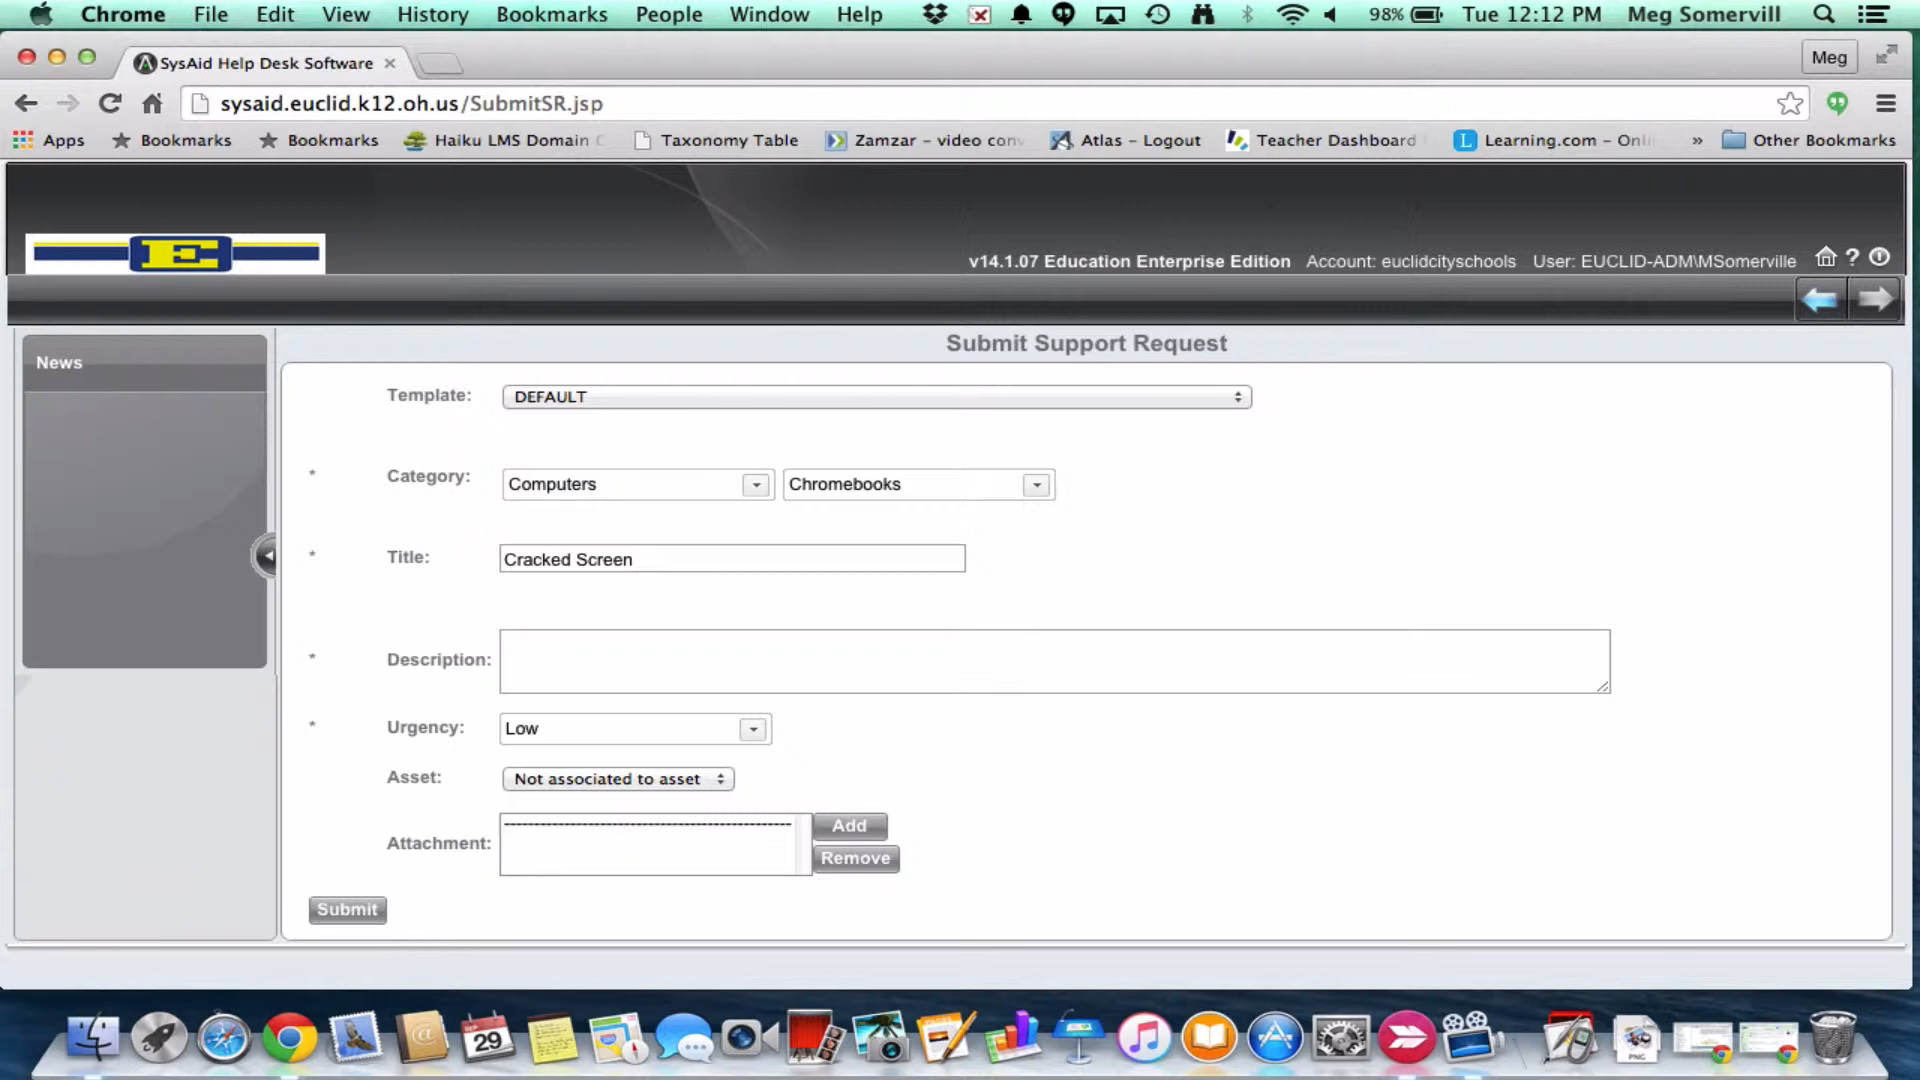 Chrome File Edit View History Bookmarks People Window Help 98% Tue 12:12 PM Meg Somervill
SysAid Help Desk Software × Meg
sysaid.euclid.k12.oh.us/SubmitSR.jsp
Apps Bookmarks Bookmarks Haiku LMS Domain Taxonomy Table Zamzar – video conv Atlas – Logout Teacher Dashboard Learning.com – Onli » Other Bookmarks
E
v14.1.07 Education Enterprise Edition Account: euclidcityschools User: EUCLID-ADM\MSomerville ?
News
Submit Support Request
Template: DEFAULT
* Category: Computers Chromebooks
* Title: Cracked Screen
* Description:
* Urgency: Low
Asset: Not associated to asset
Attachment: Add
Remove
Submit
SEP
29
PAGES
PNG